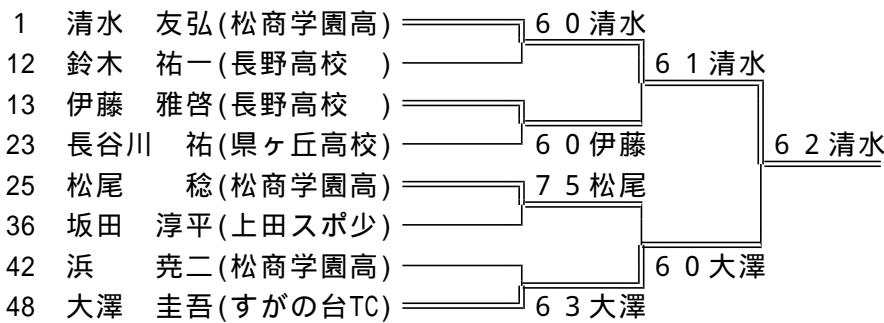 1 清水 友弘(松商学園高) 6 0 清水
12 鈴木 祐一(長野高校 ) 6 1 清水
13 伊藤 雅啓(長野高校 )
23 長谷川 祐(県ヶ丘高校) 6 0 伊藤 6 2 清水
25 松尾 稔(松商学園高) 7 5 松尾
36 坂田 淳平(上田スポ少)
42 浜 尭二(松商学園高) 6 0 大澤
48 大澤 圭吾(すがの台TC) 6 3 大澤